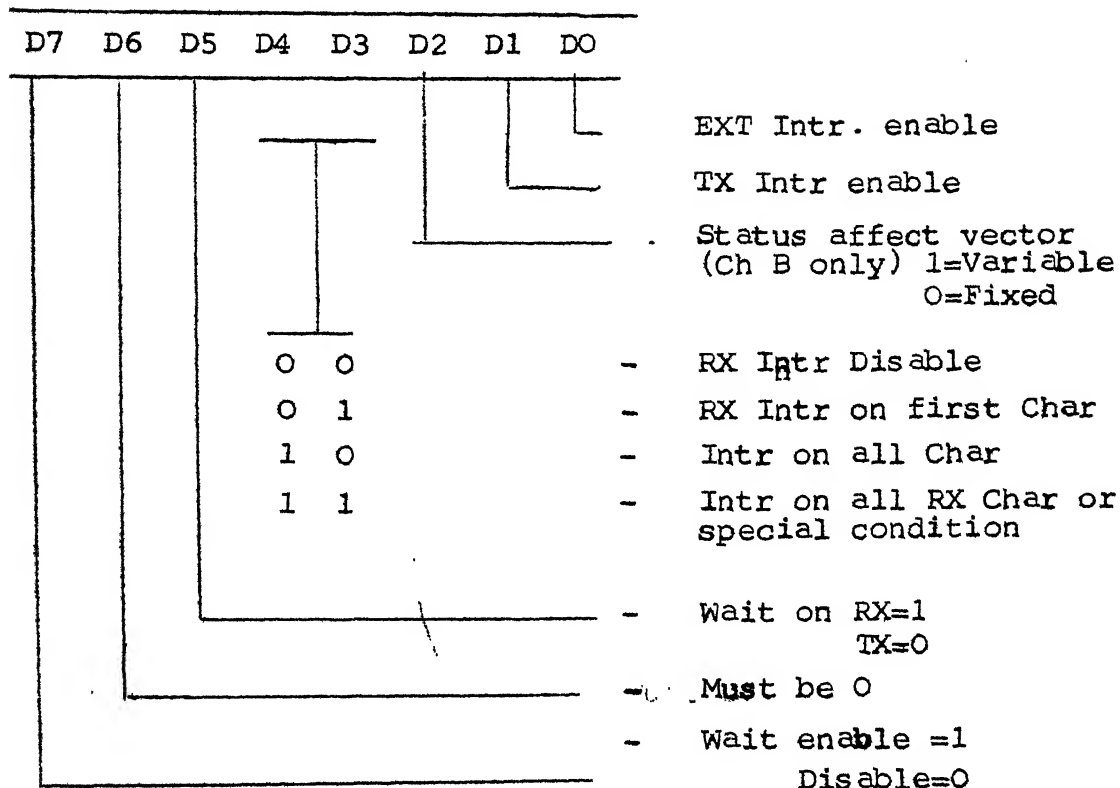 D7 D6 D5 D4 D3 D2 D1 D0
EXT Intr. enable
TX Intr enable
Status affect vector
(Ch B only) 1=Variable
0=Fixed
0 0 - RX Intr Disable
0 1 - RX Intr on first Char
1 0 - Intr on all Char
1 1 - Intr on all RX Char or
special condition
- Wait on RX=1
TX=0
- Must be 0
- Wait enable =1
Disable=0